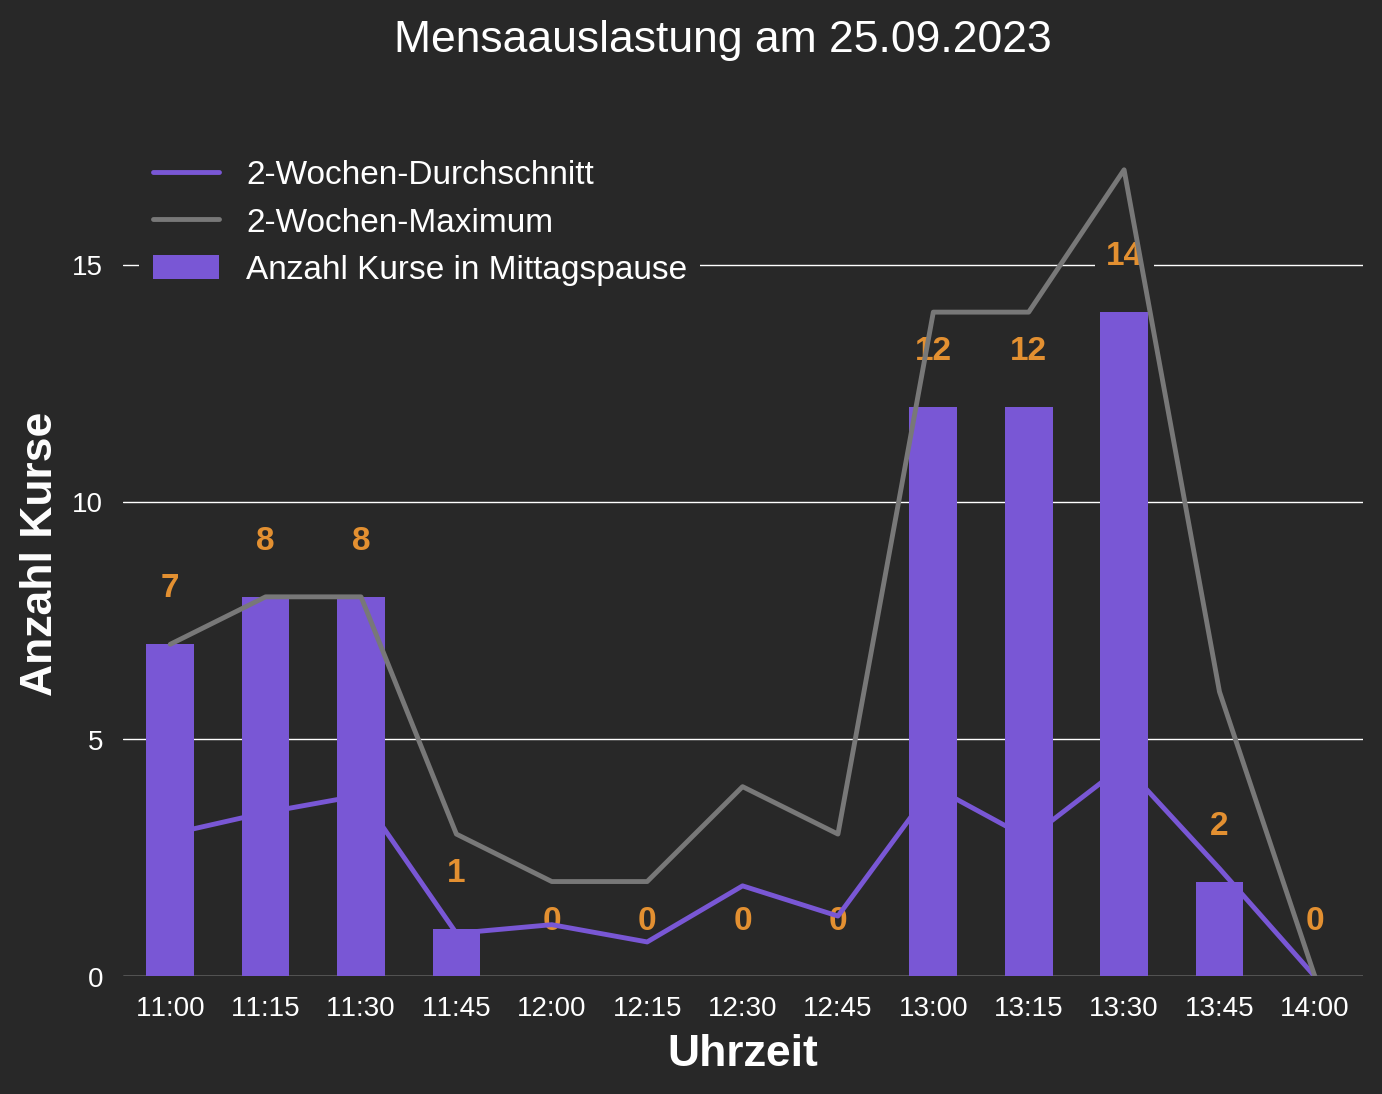 Mensaauslastung am 25.09.2023
2-Wochen-Durchschnitt
2-Wochen-Maximum
Anzahl Kurse in Mittagspause
Anzahl Kurse
15
10
5
0
7
8
8
1
0
0
0
0
12
12
14
2
0
11:00 11:15 11:30 11:45 12:00 12:15 12:30 12:45 13:00 13:15 13:30 13:45 14:00
Uhrzeit